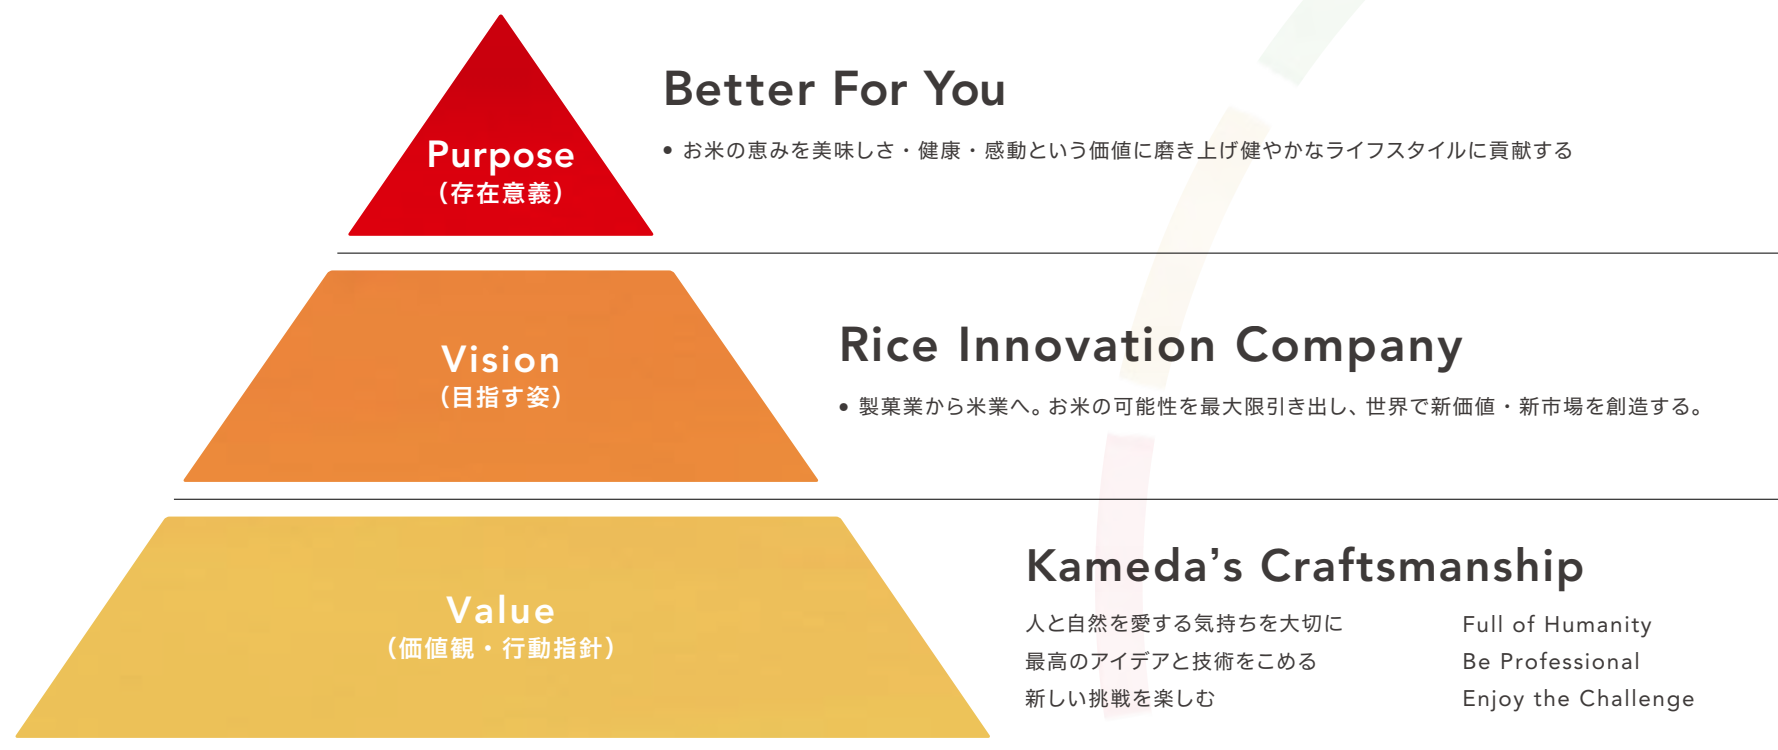 Purpose
（存在意義）
Better For You
• お米の恵みを美味しさ・健康・感動という価値に磨き上げ健やかなライフスタイルに貢献する
Vision
（目指す姿）
Rice Innovation Company
• 製菓業から米業へ。お米の可能性を最大限引き出し、世界で新価値・新市場を創造する。
Value
（価値観・行動指針）
Kameda’s Craftsmanship
人と自然を愛する気持ちを大切に Full of Humanity
最高のアイデアと技術をこめる Be Professional
新しい挑戦を楽しむ Enjoy the Challenge